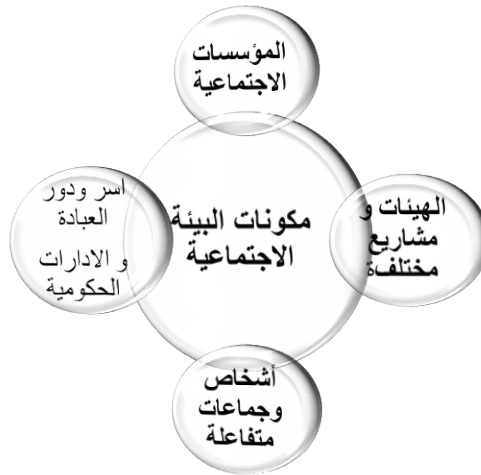 المؤسسات
الاجتماعية
مكونات البيئة
الاجتماعية
الهيئات و
مشاريع
مختلفة
أشخاص
وجماعات
متفاعلة
اسر ودور
العبادة
و الادارات
الحكومية